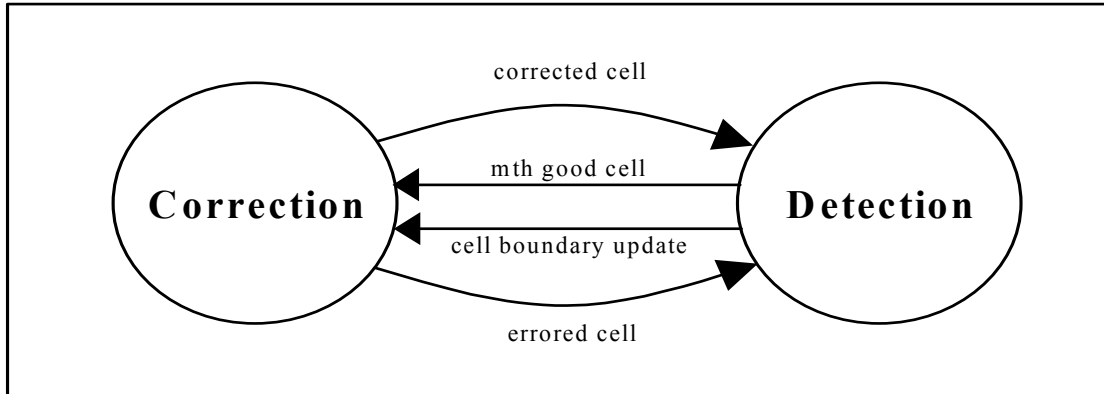 corrected cell
mth good cell
Correction
Detection
cell boundary update
errored cell